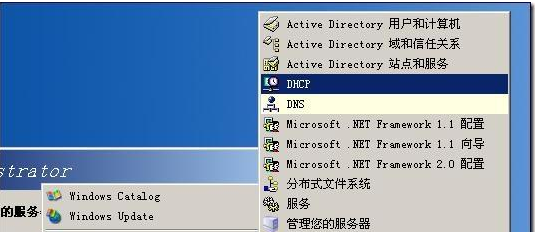 Active Directory 用户和计算机
Active Directory 域和信任关系
Active Directory 站点和服务
DHCP
DNS
Microsoft .NET Framework 1.1 配置
Microsoft .NET Framework 1.1 向导
Microsoft .NET Framework 2.0 配置
分布式文件系统
服务
管理您的服务器
strator
Windows Catalog
的服务
Windows Update